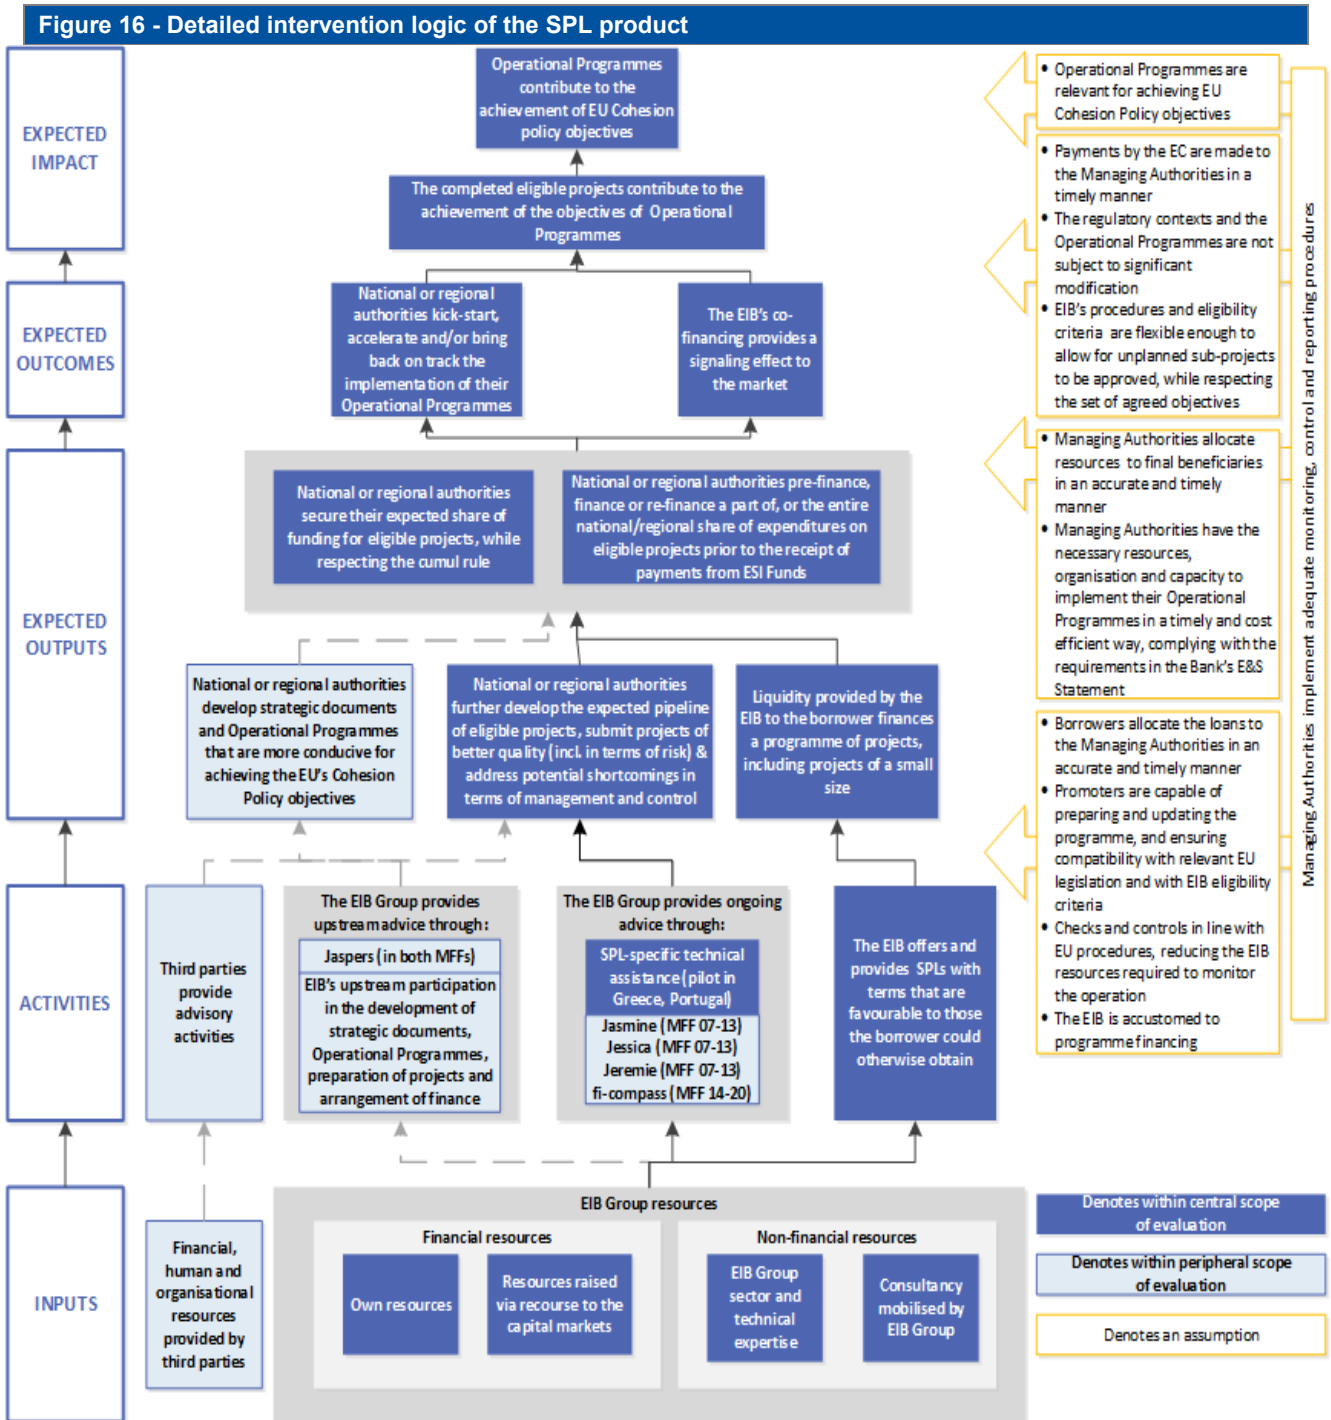 Figure 16 - Detailed intervention logic of the SPL product
EXPECTED
IMPACT
Operational Programmes
contribute to the
achievement of EU Cohesion
policy objectives
The completed eligible projects contribute to the
achievement of the objectives of Operational
Programmes
EXPECTED
OUTCOMES
National or regional
authorities kick-start,
accelerate and/or bring
back on track the
implementation of their
Operational Programmes
The EIB's co-
financing provides a
signaling effect to
the market
EXPECTED
OUTPUTS
National or regional authorities
secure their expected share of
funding for eligible projects, while
respecting the cumul rule
National or regional authorities pre-finance,
finance or re-finance a part of, or the entire
national/regional share of expenditures on
eligible projects prior to the receipt of
payments from ESI Funds
National or regional authorities
develop strategic documents
and Operational Programmes
that are more conducive for
achieving the EU's Cohesion
Policy objectives
National or regional authorities
further develop the expected pipeline
of eligible projects, submit projects of
better quality (incl. in terms of risk) &
address potential shortcomings in
terms of management and control
Liquidity provided by the
EIB to the borrower finances
a programme of projects,
including projects of a small
size
ACTIVITIES
Third parties
provide
advisory
activities
The EIB Group provides
upstream advice through:
Jaspers (in both MFFs)
EIB's upstream participation
in the development of
strategic documents,
Operational Programmes,
preparation of projects and
arrangement of finance
The EIB Group provides ongoing
advice through:
SPL-specific technical
assistance (pilot in
Greece, Portugal)
Jasmine (MFF 07-13)
Jessica (MFF 07-13)
Jeremie (MFF 07-13)
fi-compass (MFF 14-20)
The EIB offers and
provides SPLs with
terms that are
favourable to those
the borrower could
otherwise obtain
INPUTS
Financial,
human and
organisational
resources
provided by
third parties
EIB Group resources
Financial resources
Own resources
Resources raised
via recourse to the
capital markets
Non-financial resources
EIB Group
sector and
technical
expertise
Consultancy
mobilised by
EIB Group
• Operational Programmes are
relevant for achieving EU
Cohesion Policy objectives
• Payments by the EC are made to
the Managing Authorities in a
timely manner
• The regulatory contexts and the
Operational Programmes are not
subject to significant
modification
• EIB's procedures and eligibility
criteria are flexible enough to
allow for unplanned sub-projects
to be approved, while respecting
the set of agreed objectives
• Managing Authorities allocate
resources to final beneficiaries
in an accurate and timely
manner
• Managing Authorities have the
necessary resources,
organisation and capacity to
implement their Operational
Programmes in a timely and cost
efficient way, complying with the
requirements in the Bank's E&S
Statement
• Borrowers allocate the loans to
the Managing Authorities in an
accurate and timely manner
• Promoters are capable of
preparing and updating the
programme, and ensuring
compatibility with relevant EU
legislation and with EIB eligibility
criteria
• Checks and controls in line with
EU procedures, reducing the EIB
resources required to monitor
the operation
• The EIB is accustomed to
programme financing
Managing Authorities implement adequate monitoring, control and reporting procedures
Denotes within central scope
of evaluation
Denotes within peripheral scope
of evaluation
Denotes an assumption